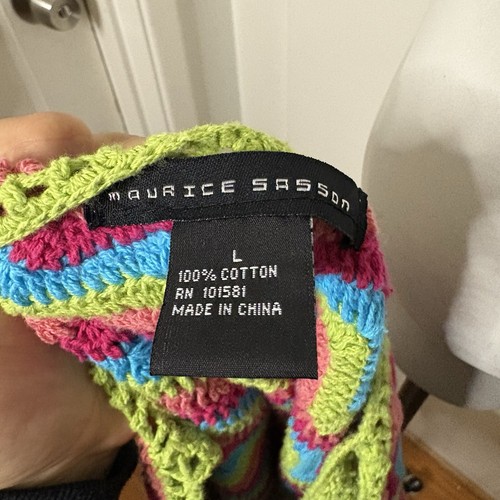 mAURICE SASSON
L
100% COTTON
RN 101581
MADE IN CHINA